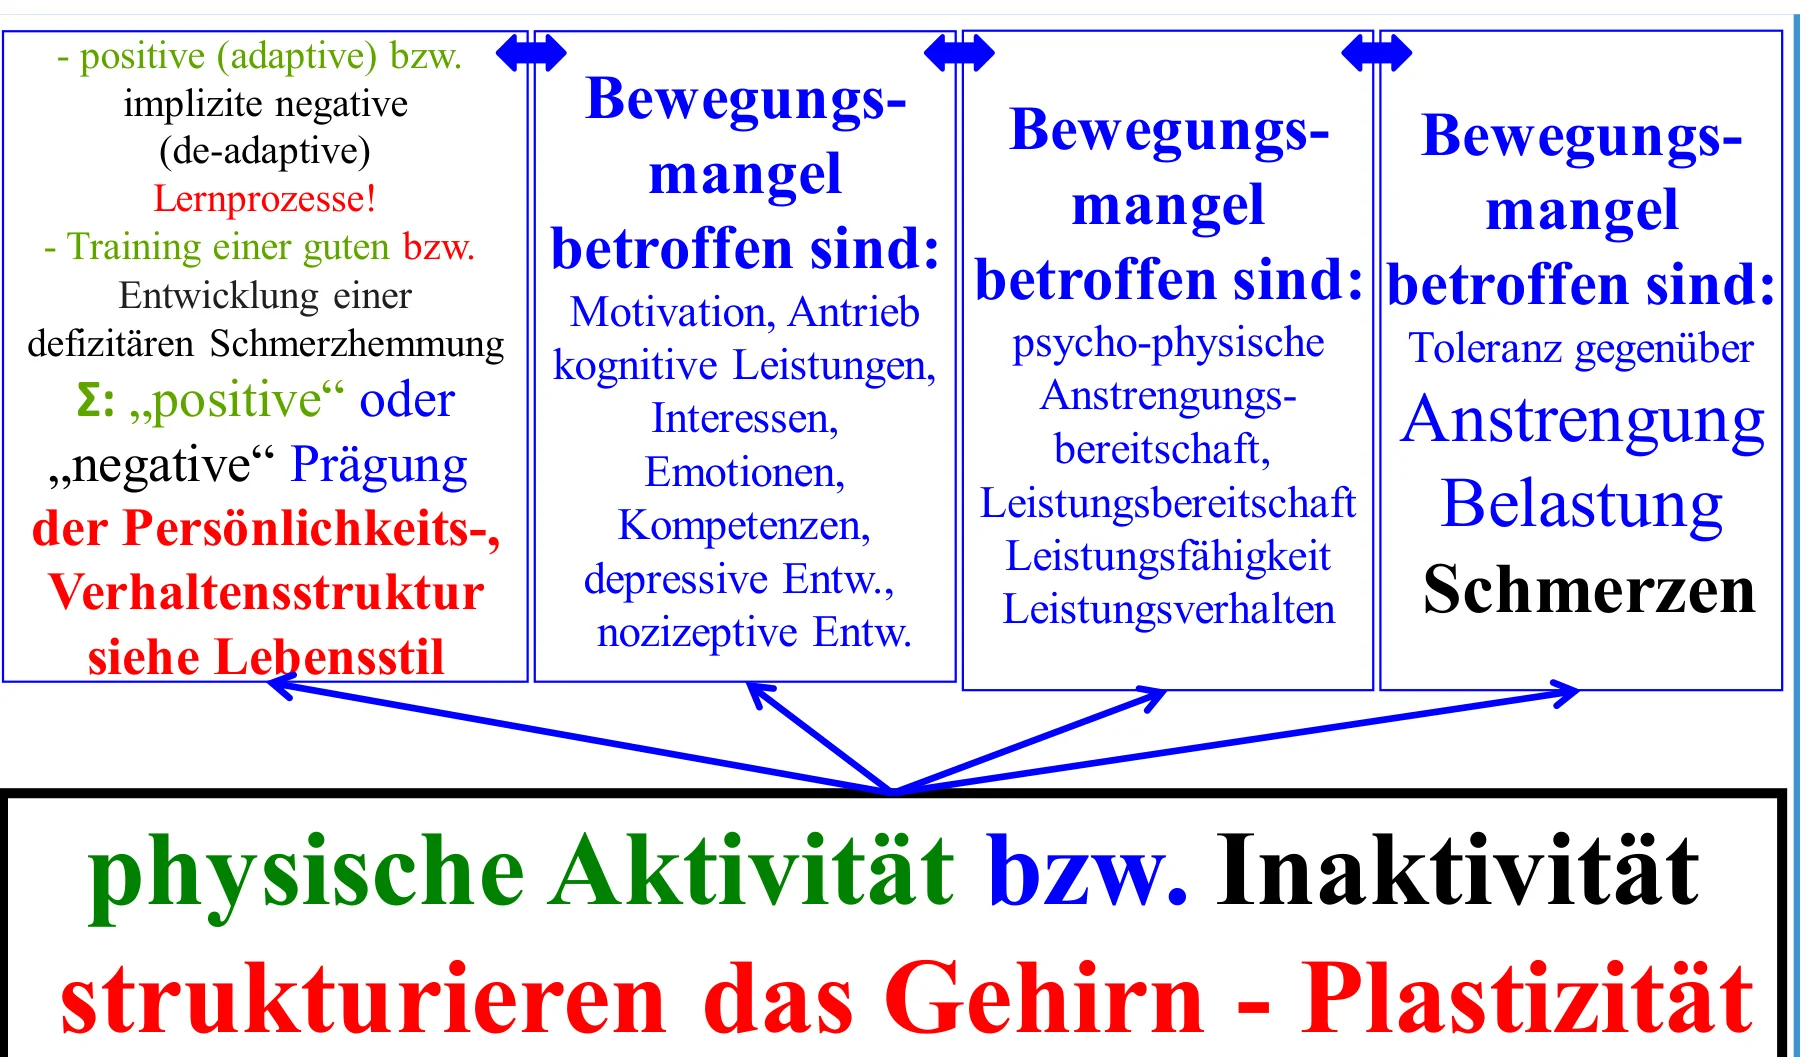 - positive (adaptive) bzw.
implizite negative
(de-adaptive)
Lernprozesse!
- Training einer guten bzw.
Entwicklung einer
defizitären Schmerzhemmung
Σ: „positive“ oder
„negative“ Prägung
der Persönlichkeits-,
Verhaltensstruktur
siehe Lebensstil
Bewegungs-
mangel
betroffen sind:
Motivation, Antrieb
kognitive Leistungen,
Interessen,
Emotionen,
Kompetenzen,
depressive Entw.,
nozizeptive Entw.
Bewegungs-
mangel
betroffen sind:
psycho-physische
Anstrengungs-
bereitschaft,
Leistungsbereitschaft
Leistungsfähigkeit
Leistungsverhalten
Bewegungs-
mangel
betroffen sind:
Toleranz gegenüber
Anstrengung
Belastung
Schmerzen
physische Aktivität bzw. Inaktivität
strukturieren das Gehirn - Plastizität